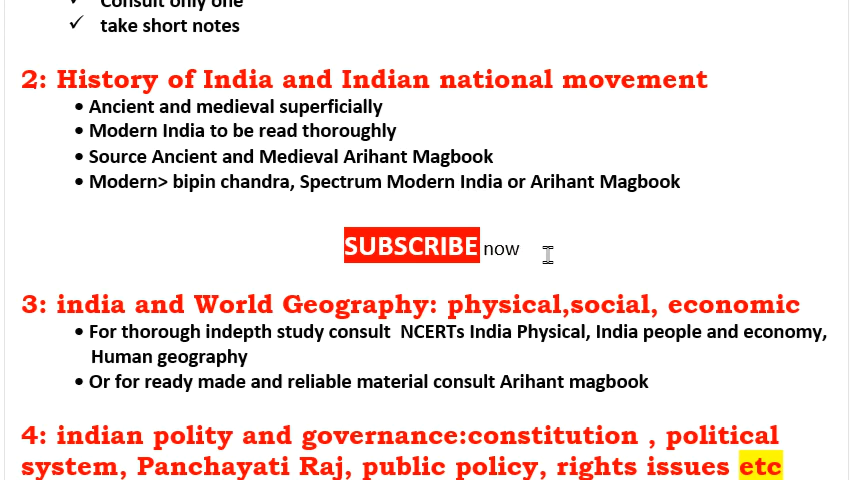 ✓ Consult only one
✓ take short notes
2: History of India and Indian national movement
• Ancient and medieval superficially
• Modern India to be read thoroughly
• Source Ancient and Medieval Arihant Magbook
• Modern> bipin chandra, Spectrum Modern India or Arihant Magbook
SUBSCRIBE now
3: india and World Geography: physical,social, economic
• For thorough indepth study consult NCERTs India Physical, India people and economy,
Human geography
• Or for ready made and reliable material consult Arihant magbook
4: indian polity and governance:constitution , political
system, Panchayati Raj, public policy, rights issues etc